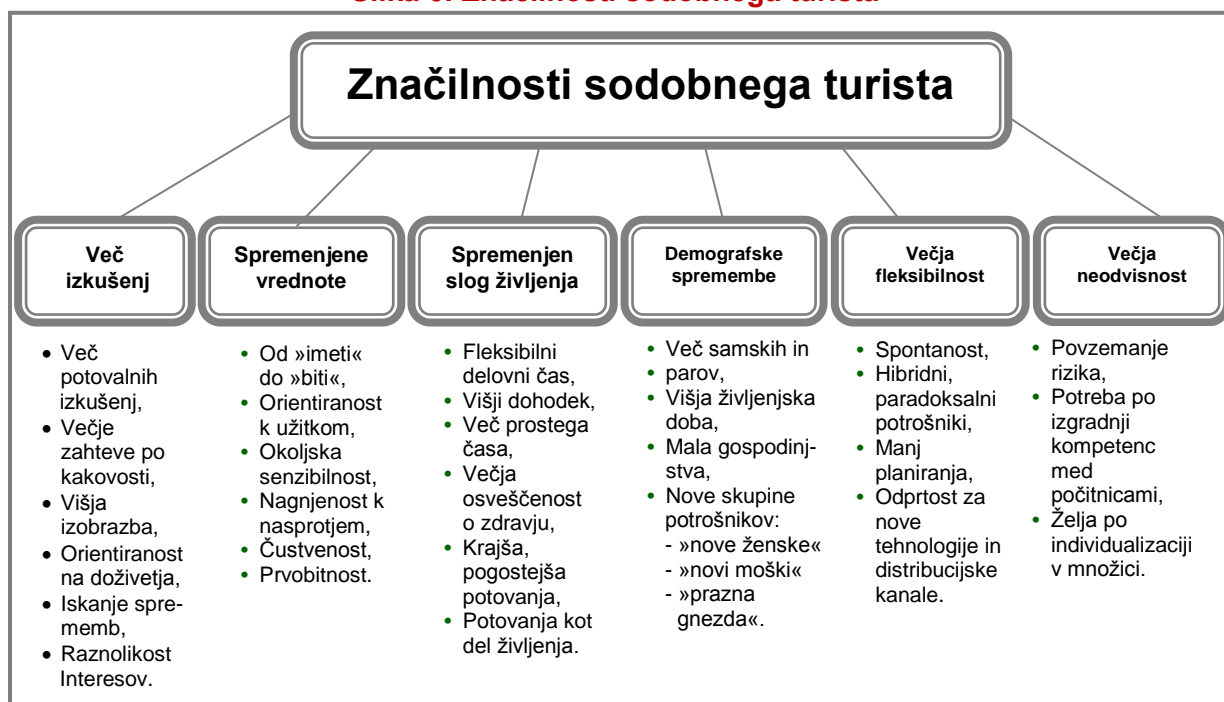 Značilnosti sodobnega turista
Več
izkušenj
• Več
potovalnih
izkušenj,
• Večje
zahteve po
kakovosti,
• Višja
izobrazba,
• Orientiranost
na doživetja,
• Iskanje spre-
memb,
• Raznolikost
Interesov.
Spremenjene
vrednote
• Od »imeti«
do »biti«,
• Orientiranost
k užitkom,
• Okoljska
senzibilnost,
• Nagnjenost k
nasprotjem,
• Čustvenost,
• Prvobitnost.
Spremenjen
slog življenja
• Fleksibilni
delovni čas,
• Višji dohodek,
• Več prostega
časa,
• Večja
osveščenost
o zdravju,
• Krajša,
pogostejša
potovanja,
• Potovanja kot
del življenja.
Demografske
spremembe
• Več samskih in
• parov,
• Višja življenjska
doba,
• Mala gospodinj-
stva,
• Nove skupine
potrošnikov:
- »nove ženske«
- »novi moški«
- »prazna
gnezda«.
Večja
fleksibilnost
• Spontanost,
• Hibridni,
paradoksalni
potrošniki,
• Manj
planiranja,
• Odprtost za
nove
tehnologije in
distribucijske
kanale.
Večja
neodvisnost
• Povzemanje
rizika,
• Potreba po
izgradnji
kompetenc
med
počitnicami,
• Želja po
individualizaciji
v množici.